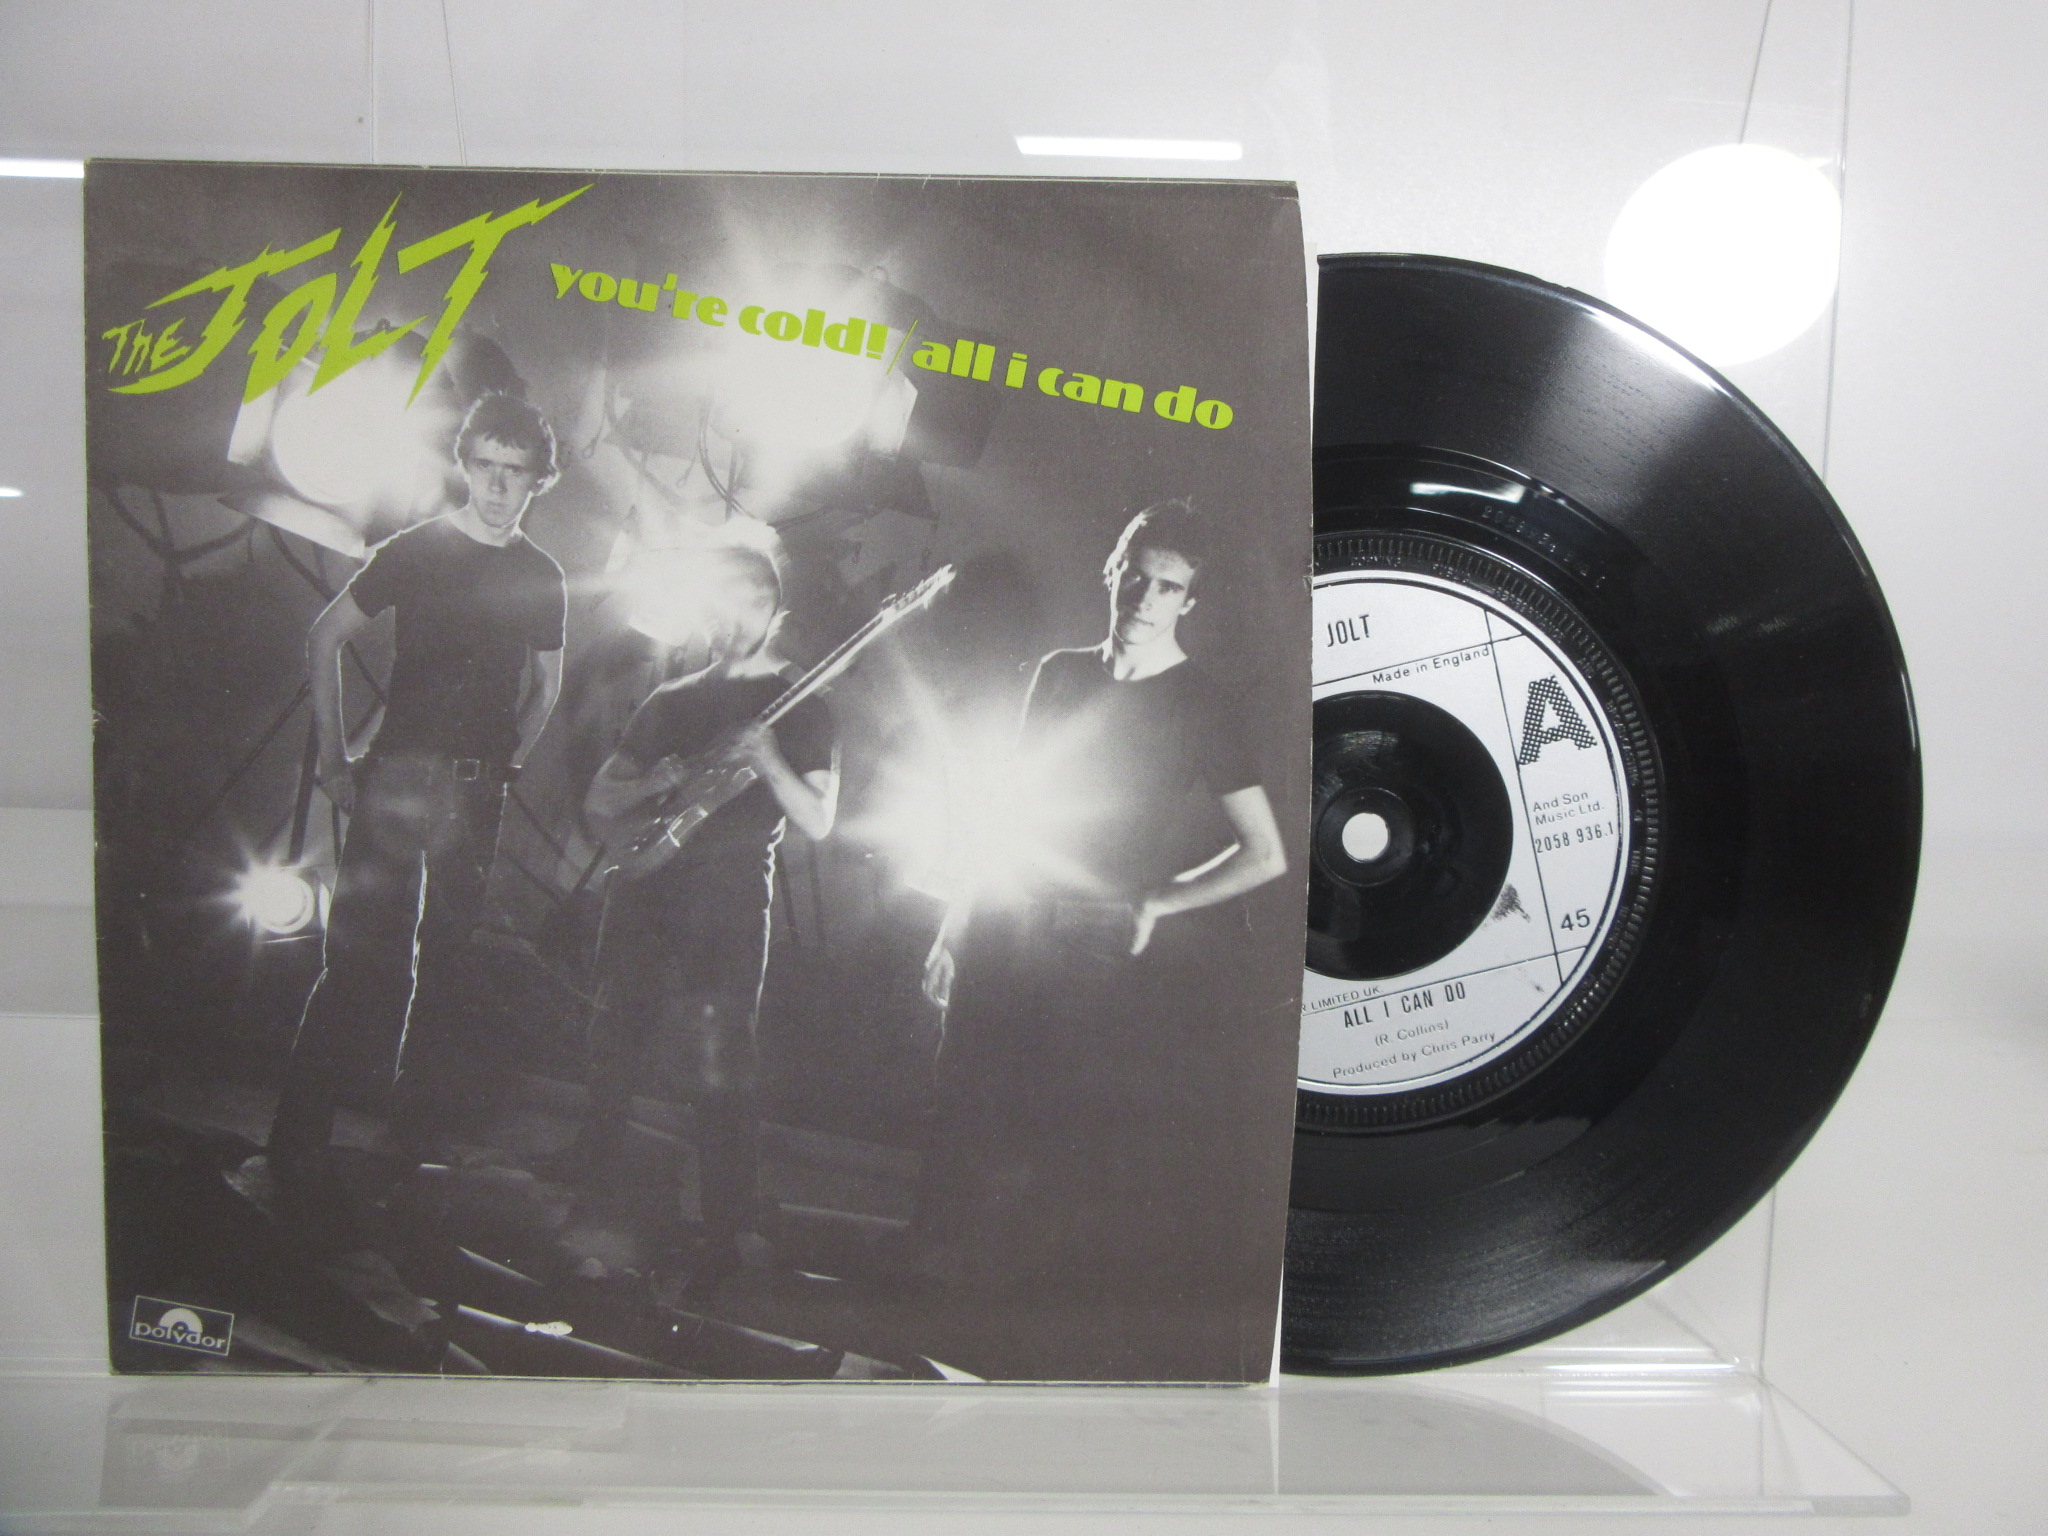 The JOLT
you're cold! / all i can do
polydor
JOLT
Made in England
A
And Son
Music Ltd.
2058 936.1
45
R LIMITED UK.
ALL I CAN DO
(R. Collins)
Produced by Chris Parry